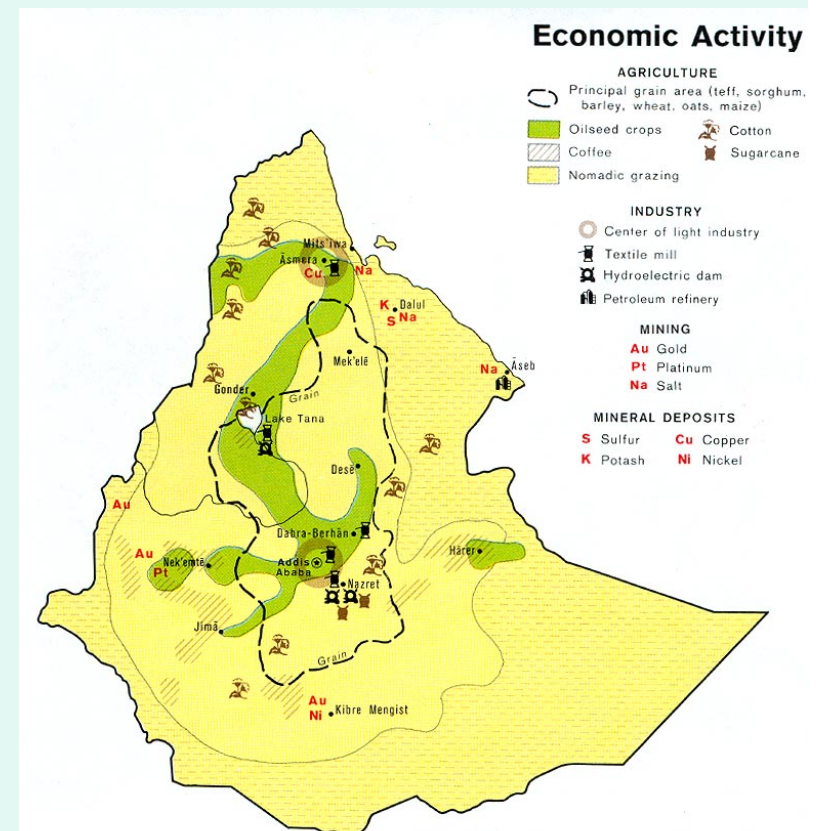 Economic Activity
AGRICULTURE
Principal grain area (teff, sorghum,
barley, wheat, oats, maize)
Oilseed crops
Cotton
Coffee
Sugarcane
Nomadic grazing
INDUSTRY
Center of light industry
Textile mill
Hydroelectric dam
Petroleum refinery
MINING
Au Gold
Pt Platinum
Na Salt
MINERAL DEPOSITS
S Sulfur
Cu Copper
K Potash
Ni Nickel
Mits'iwa
Āsmera
Cu
Na
K
Dalul
S Na
Mek'elē
Na
Āseb
Gonder
Grain
Lake Tana
Desē
Au
Dabra-Berhān
Hārer
Au
Pt
Nek'emtē
Addis
Ababa
Nazret
Jīma
Grain
Au
Ni
Kibre Mengist